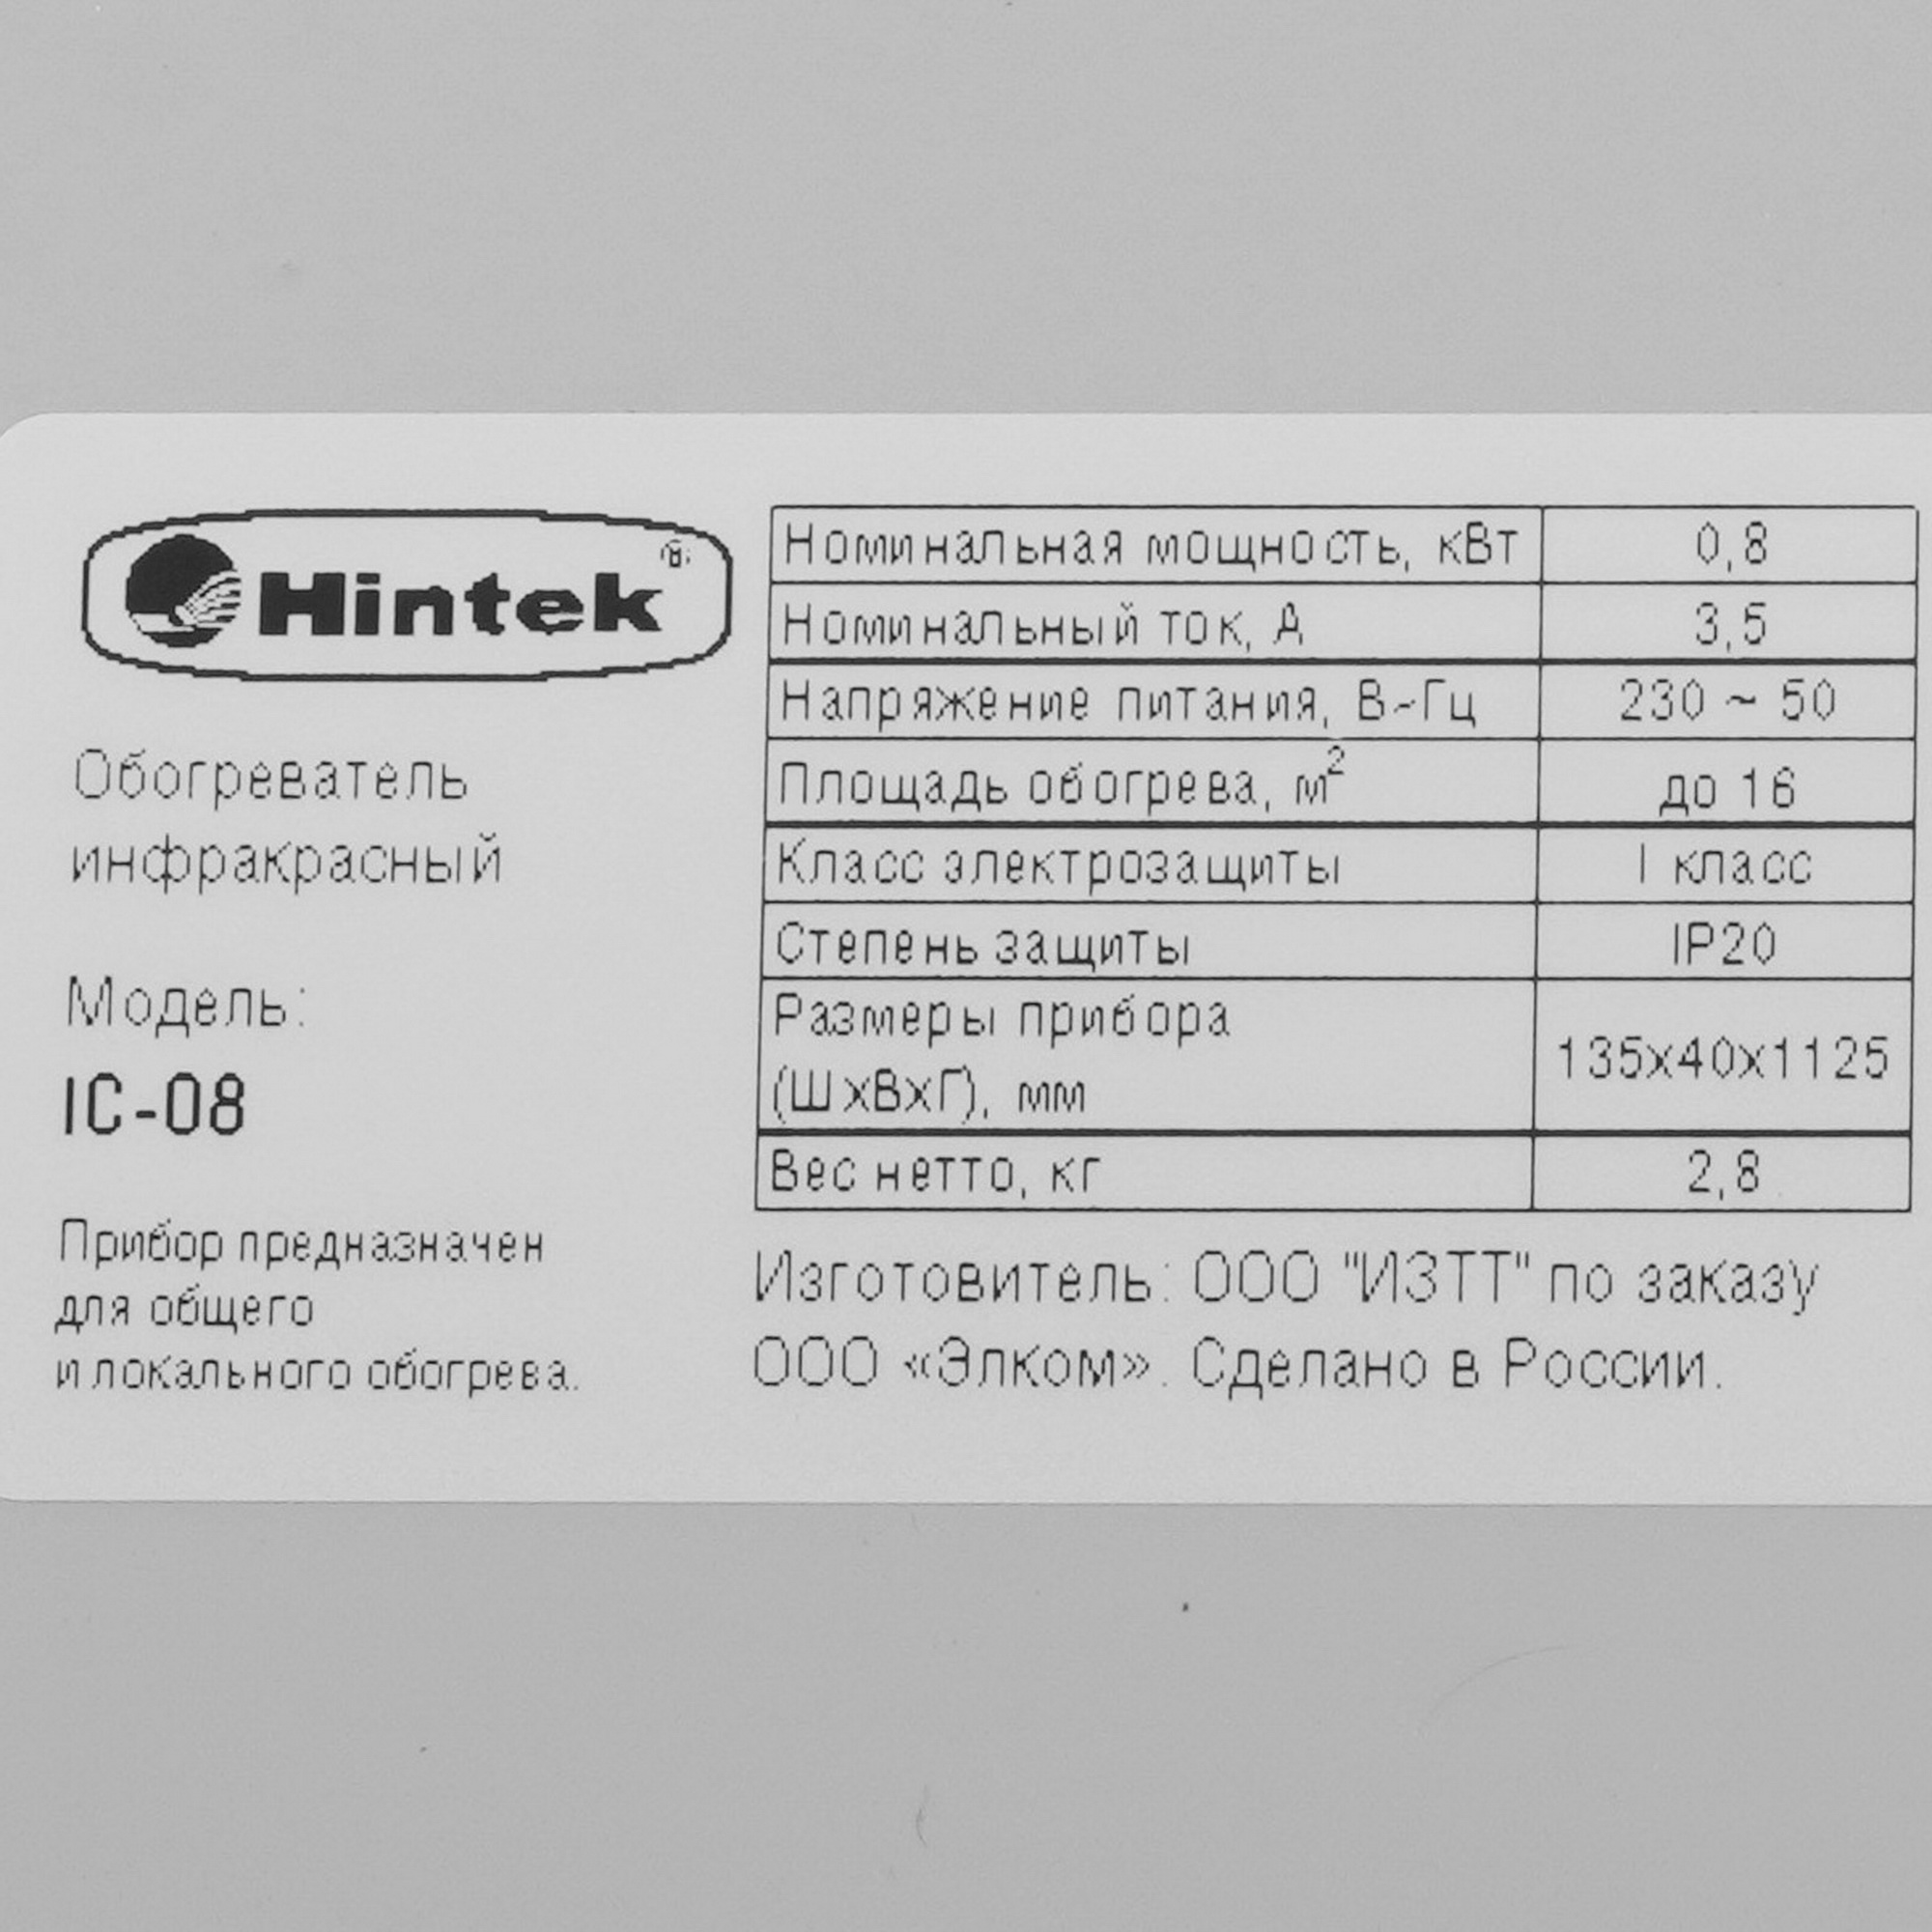 Hintek ®
Обогреватель
инфракрасный
Модель:
IC-08
Прибор предназначен
для общего
и локального обогрева.
Номинальная мощность, кВт 0,8
Номинальный ток, А 3,5
Напряжение питания, В~Гц 230 ~ 50
Площадь обогрева, м² до 16
Класс электрозащиты I класс
Степень защиты IP20
Размеры прибора
(ШхВхГ), мм 135х40х1125
Вес нетто, кг 2,8
Изготовитель: ООО "ИЗТТ" по заказу
ООО «Элком». Сделано в России.